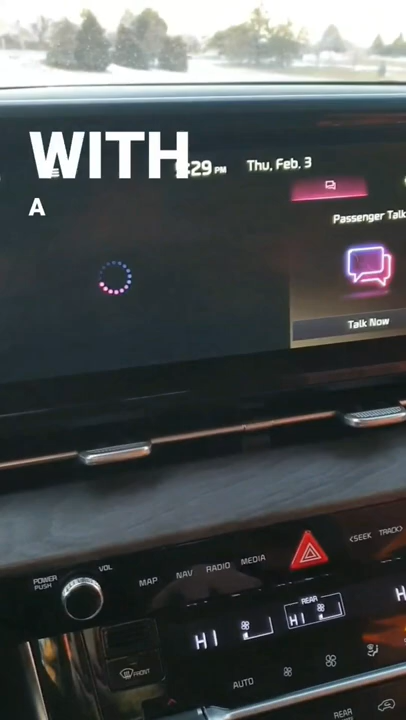 WITH
A
:29 PM
Thu, Feb. 3
Passenger Talk
Talk Now
POWER
PUSH
VOL
MAP
NAV
RADIO
MEDIA
<SEEK
TRACK>
HI
REAR
HI
H
FRONT
AUTO
REAR